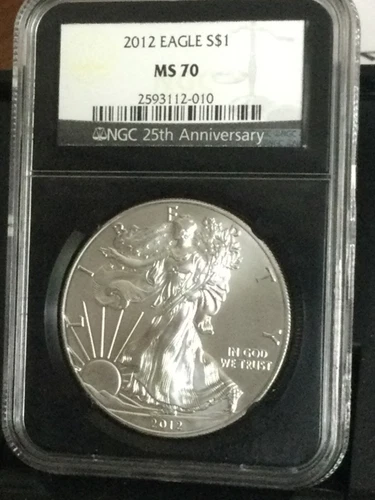 2012 EAGLE S$1
MS 70
2593112-010
NGC 25th Anniversary
LIBERTY
IN GOD
WE TRUST
2012